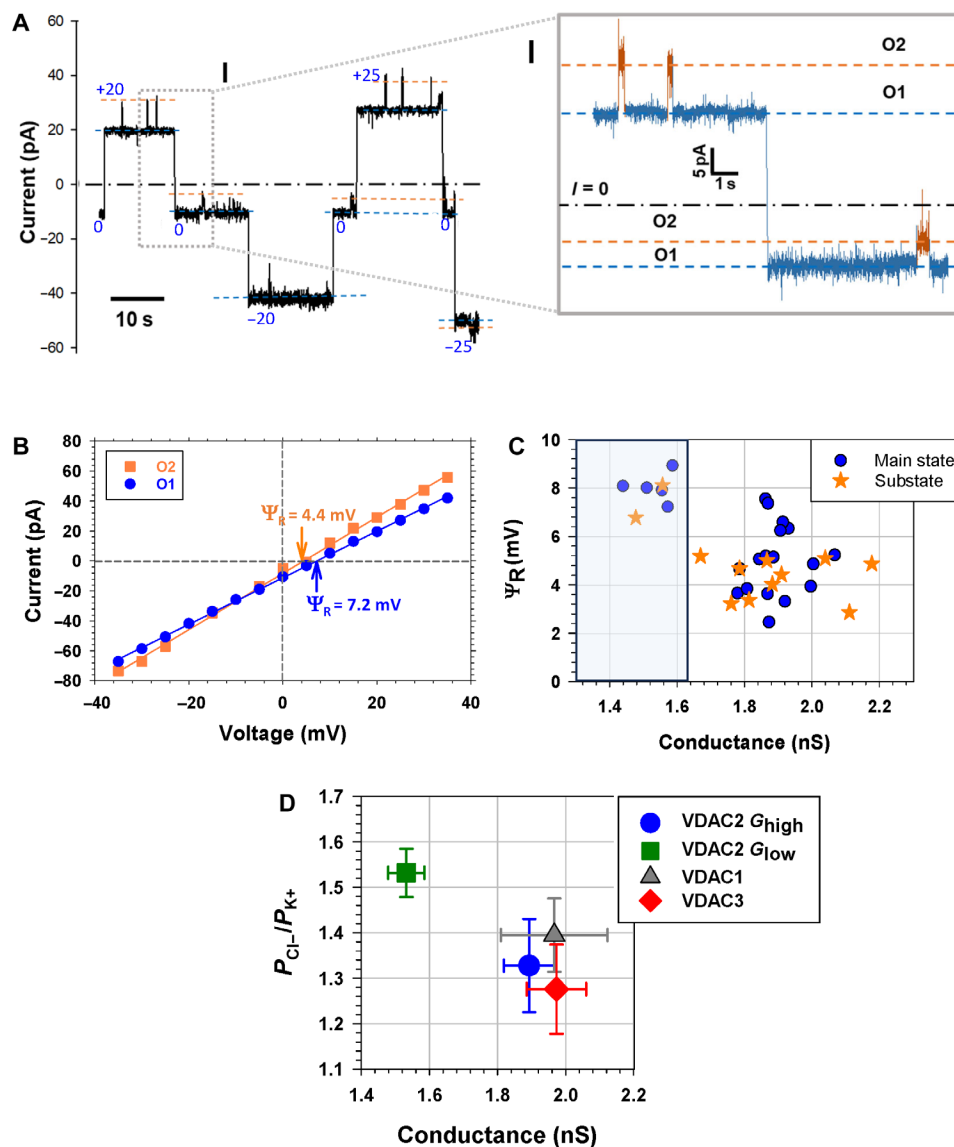 A
60
40
20
0
−20
−40
−60
Current (pA)
+20
0
−20
0
+25
0
−25
10 s
I
I
O2
O1
5 pA
1 s
I = 0
O2
O1
B
80
60
40
20
0
−20
−40
−60
−80
Current (pA)
O2
O1
ΨR = 4.4 mV
ΨR = 7.2 mV
−40
−20
0
20
40
Voltage (mV)
C
10
8
6
4
2
0
ΨR (mV)
Main state
Substate
1.4
1.6
1.8
2.0
2.2
Conductance (nS)
D
1.7
1.6
1.5
1.4
1.3
1.2
1.1
PCl−/PK+
VDAC2 Ghigh
VDAC2 Glow
VDAC1
VDAC3
1.4
1.6
1.8
2.0
2.2
Conductance (nS)